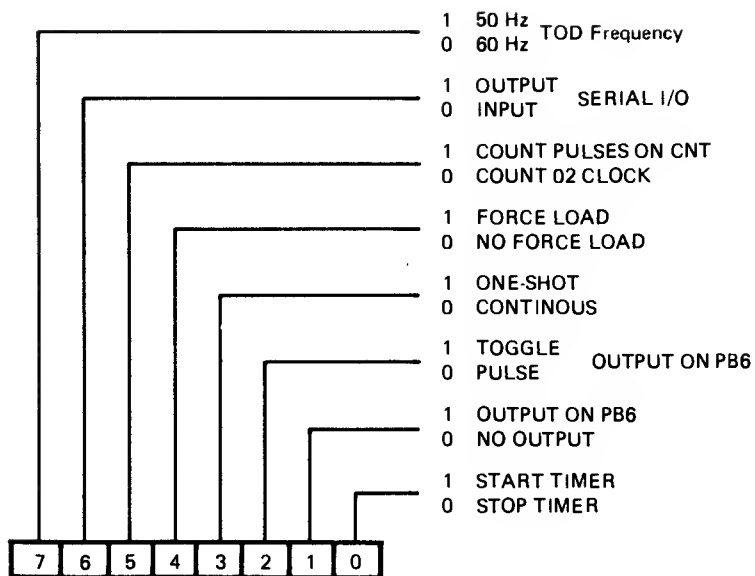 1 50 Hz TOD Frequency
0 60 Hz
1 OUTPUT SERIAL I/O
0 INPUT
1 COUNT PULSES ON CNT
0 COUNT 02 CLOCK
1 FORCE LOAD
0 NO FORCE LOAD
1 ONE-SHOT
0 CONTINOUS
1 TOGGLE OUTPUT ON PB6
0 PULSE
1 OUTPUT ON PB6
0 NO OUTPUT
1 START TIMER
0 STOP TIMER
7 6 5 4 3 2 1 0